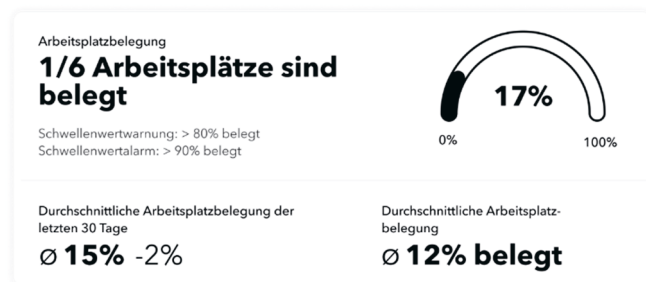 Arbeitsplatzbelegung
1/6 Arbeitsplätze sind
belegt
17%
Schwellenwertwarnung: > 80% belegt
Schwellenwertalarm: > 90% belegt
0%
100%
Durchschnittliche Arbeitsplatzbelegung der
letzten 30 Tage
Ø 15% -2%
Durchschnittliche Arbeitsplatz-
belegung
Ø 12% belegt